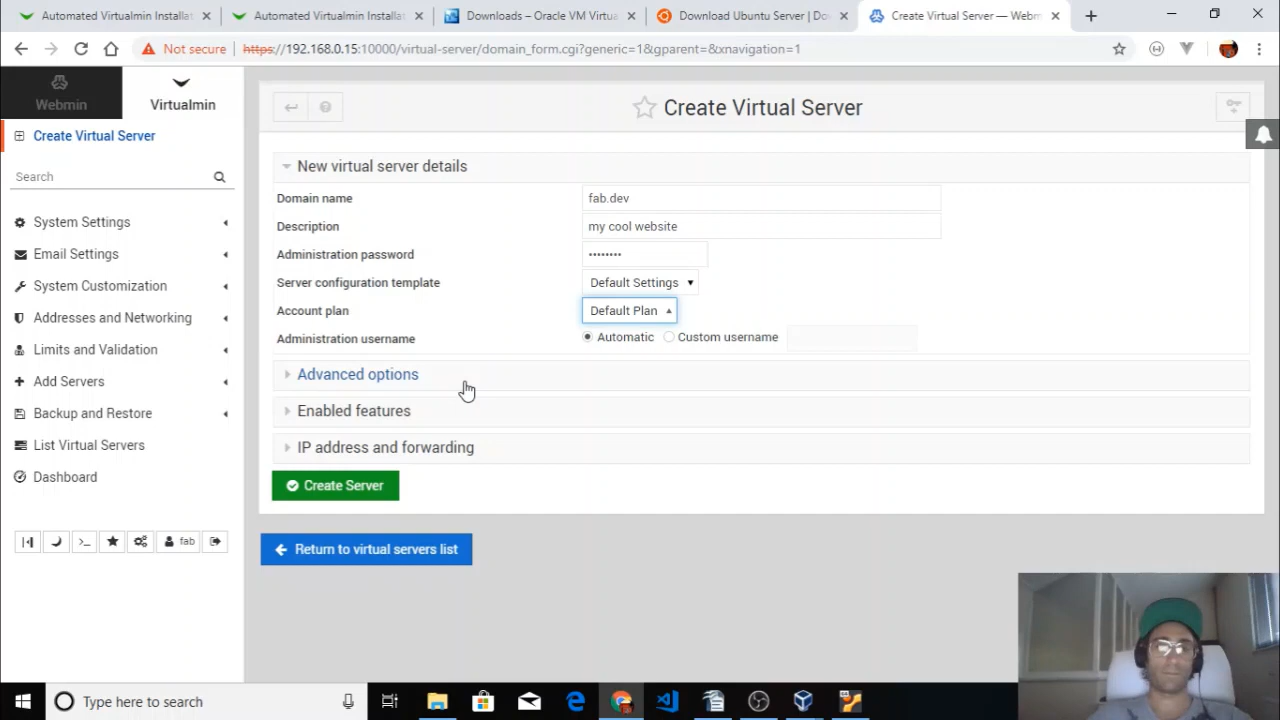 Automated Virtualmin Installat
Automated Virtualmin Installat
Downloads – Oracle VM Virtua
Download Ubuntu Server | Do
Create Virtual Server — Webm
Not secure
https://192.168.0.15:10000/virtual-server/domain_form.cgi?generic=1&gparent=&xnavigation=1
Webmin
Virtualmin
Create Virtual Server
Search
System Settings
Email Settings
System Customization
Addresses and Networking
Limits and Validation
Add Servers
Backup and Restore
List Virtual Servers
Dashboard
fab
Create Virtual Server
New virtual server details
Domain name
fab.dev
Description
my cool website
Administration password
••••••••
Server configuration template
Default Settings
Account plan
Default Plan
Administration username
Automatic
Custom username
Advanced options
Enabled features
IP address and forwarding
Create Server
Return to virtual servers list
Type here to search